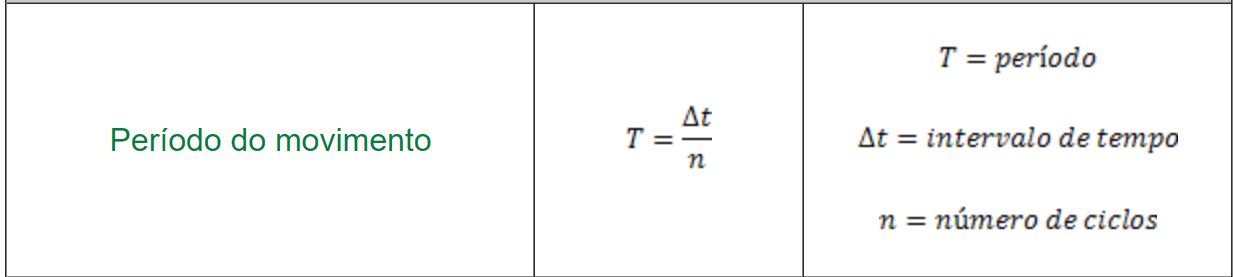 Período do movimento
T = Δt/n
T = período
Δt = intervalo de tempo
n = número de ciclos